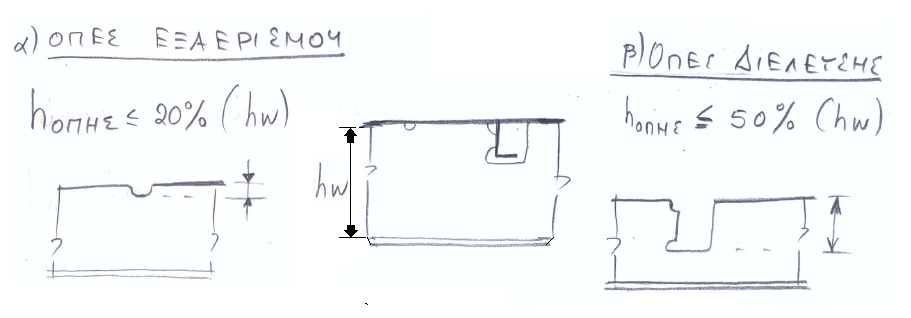 α) ΟΠΕΣ ΕΞΑΕΡΙΣΜΟΥ
hΟΠΗΣ ≤ 20% (hw)
hw
β) ΟΠΕΣ ΔΙΕΛΕΥΣΗΣ
hΟΠΗΣ ≤ 50% (hw)